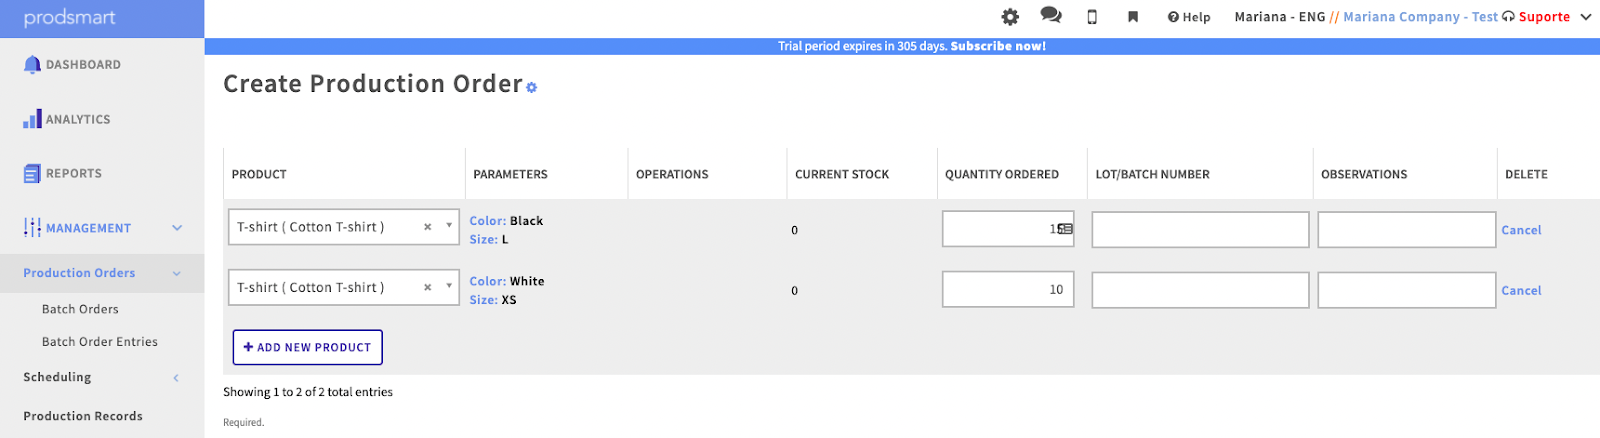 prodsmart
Help Mariana - ENG // Mariana Company - Test Suporte
Trial period expires in 305 days. Subscribe now!
DASHBOARD
ANALYTICS
REPORTS
MANAGEMENT
Production Orders
Batch Orders
Batch Order Entries
Scheduling
Production Records
Create Production Order
PRODUCT PARAMETERS OPERATIONS CURRENT STOCK QUANTITY ORDERED LOT/BATCH NUMBER OBSERVATIONS DELETE
T-shirt ( Cotton T-shirt ) × Color: Black 0 Cancel
Size: L
T-shirt ( Cotton T-shirt ) × Color: White 0 10 Cancel
Size: XS
+ ADD NEW PRODUCT
Showing 1 to 2 of 2 total entries
Required.